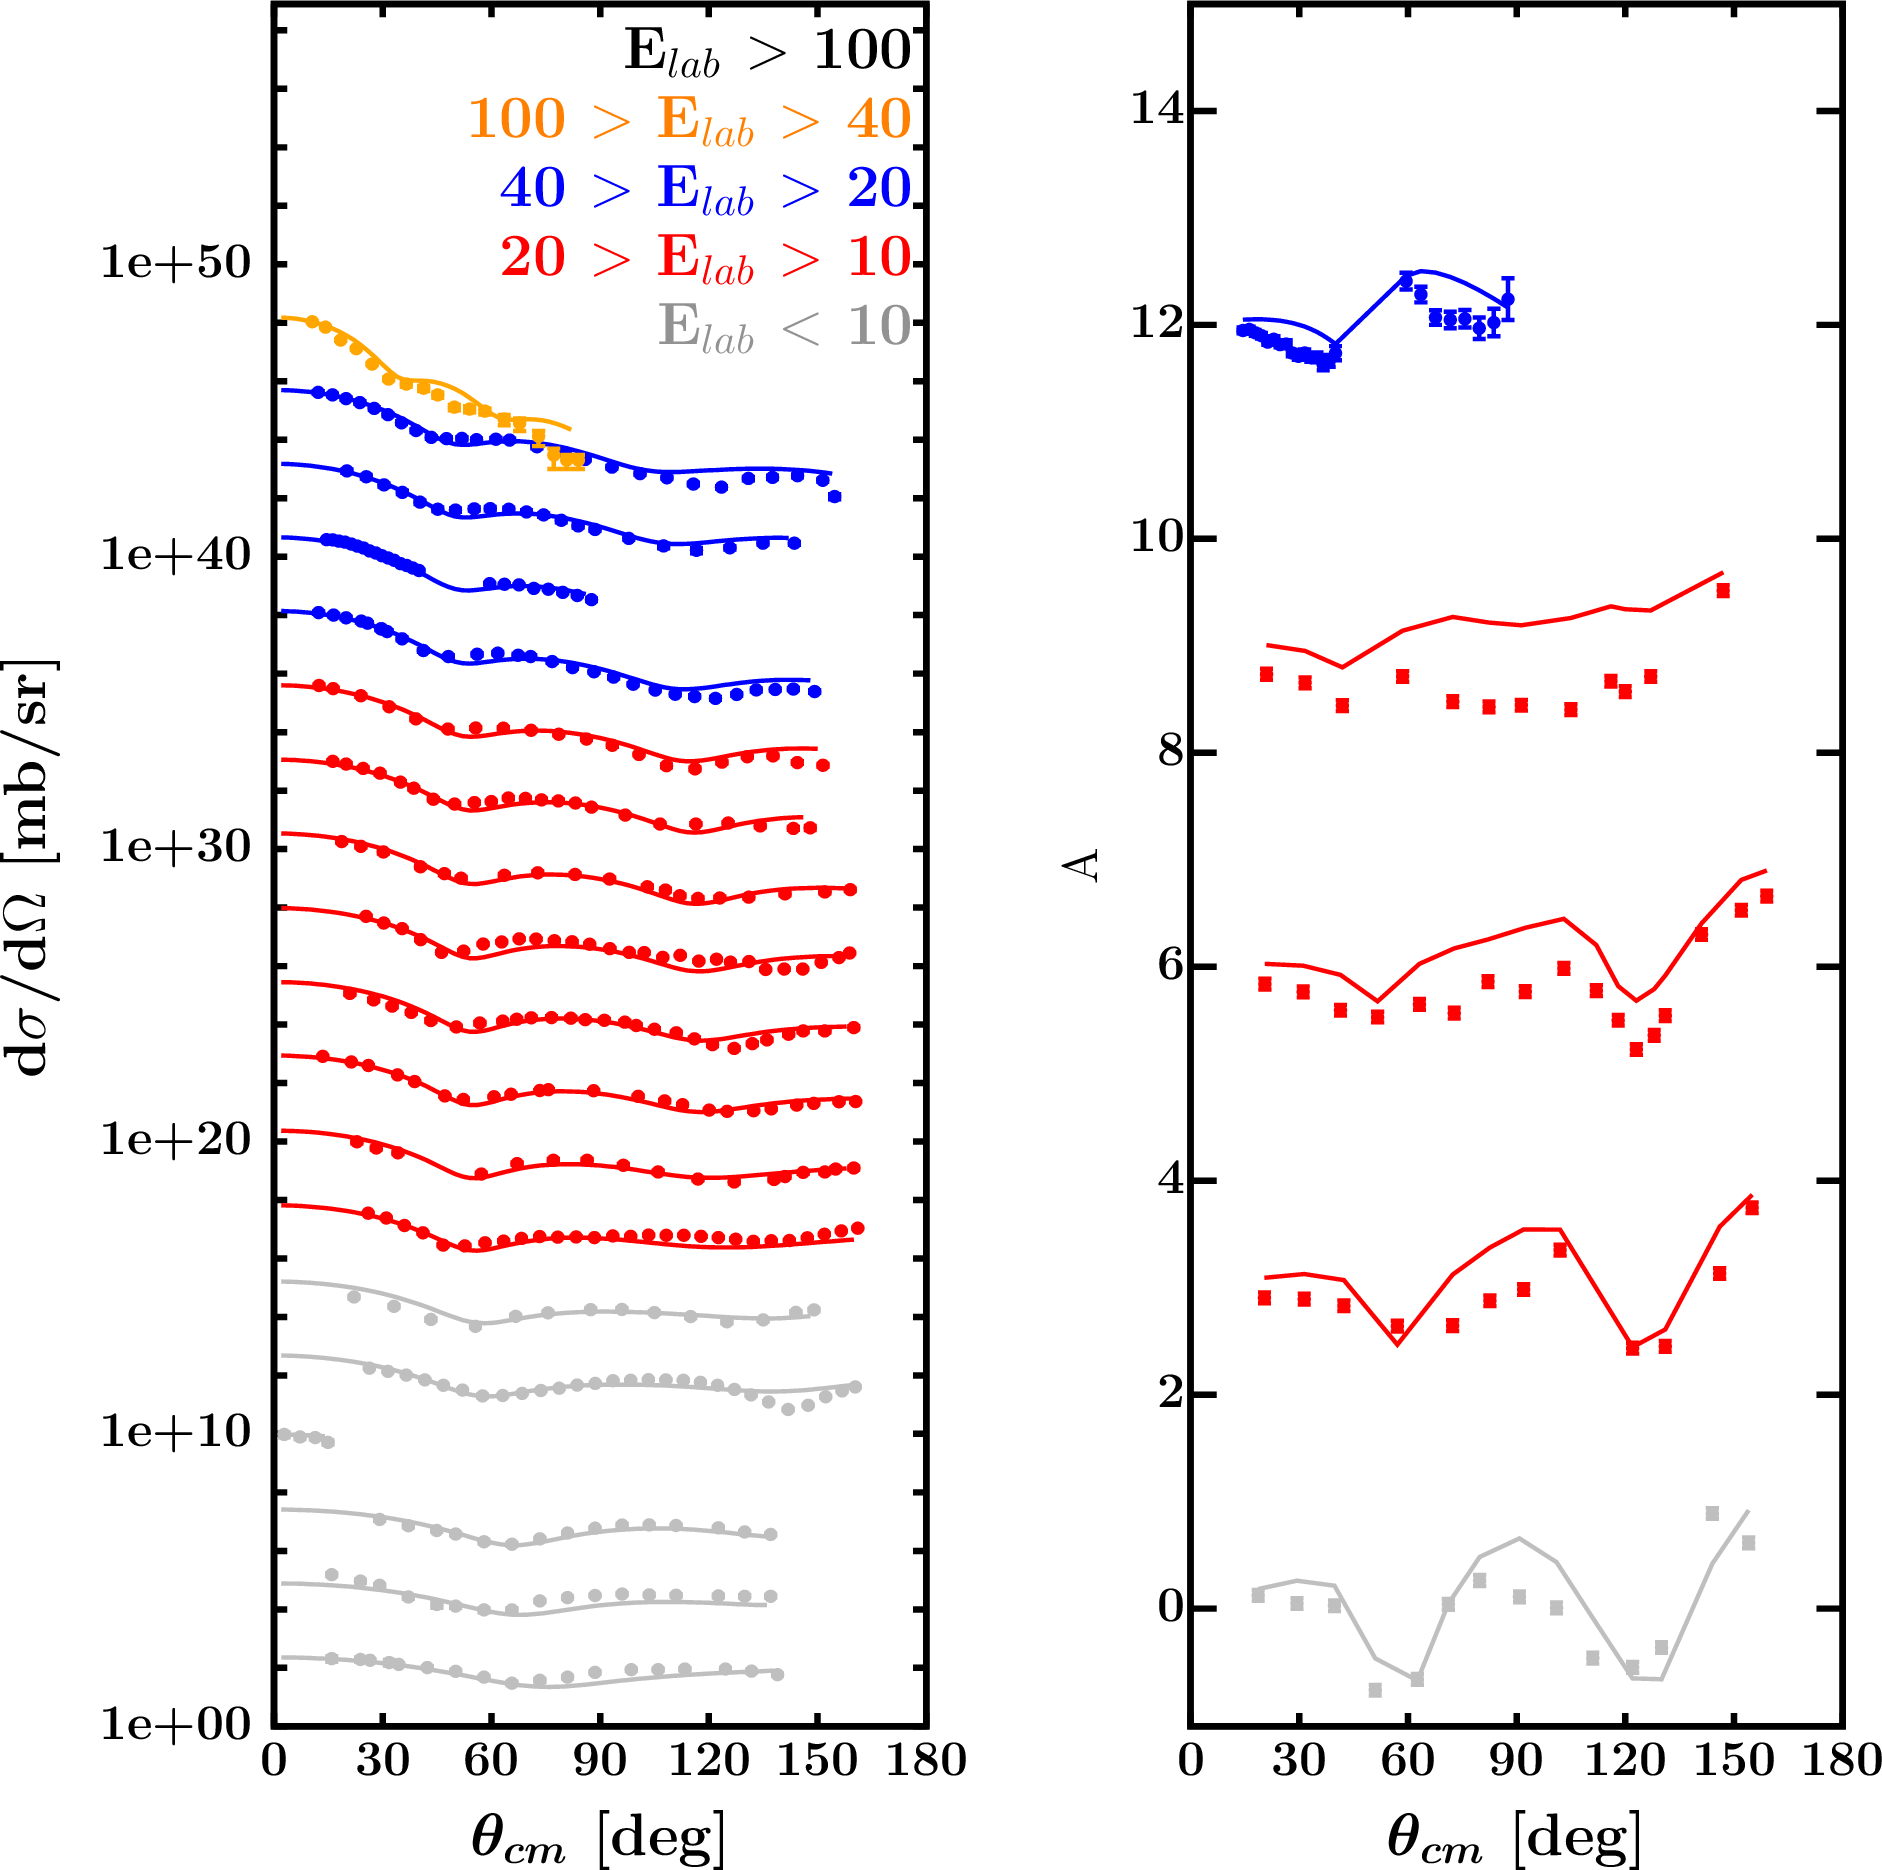 E_lab > 100
100 > E_lab > 40
40 > E_lab > 20
20 > E_lab > 10
E_lab < 10
1e+50
1e+40
1e+30
1e+20
1e+10
1e+00
0 30 60 90 120 150 180
θ_cm [deg]
dσ/dΩ [mb/sr]
14
12
10
8
6
4
2
0
0 30 60 90 120 150 180
θ_cm [deg]
A